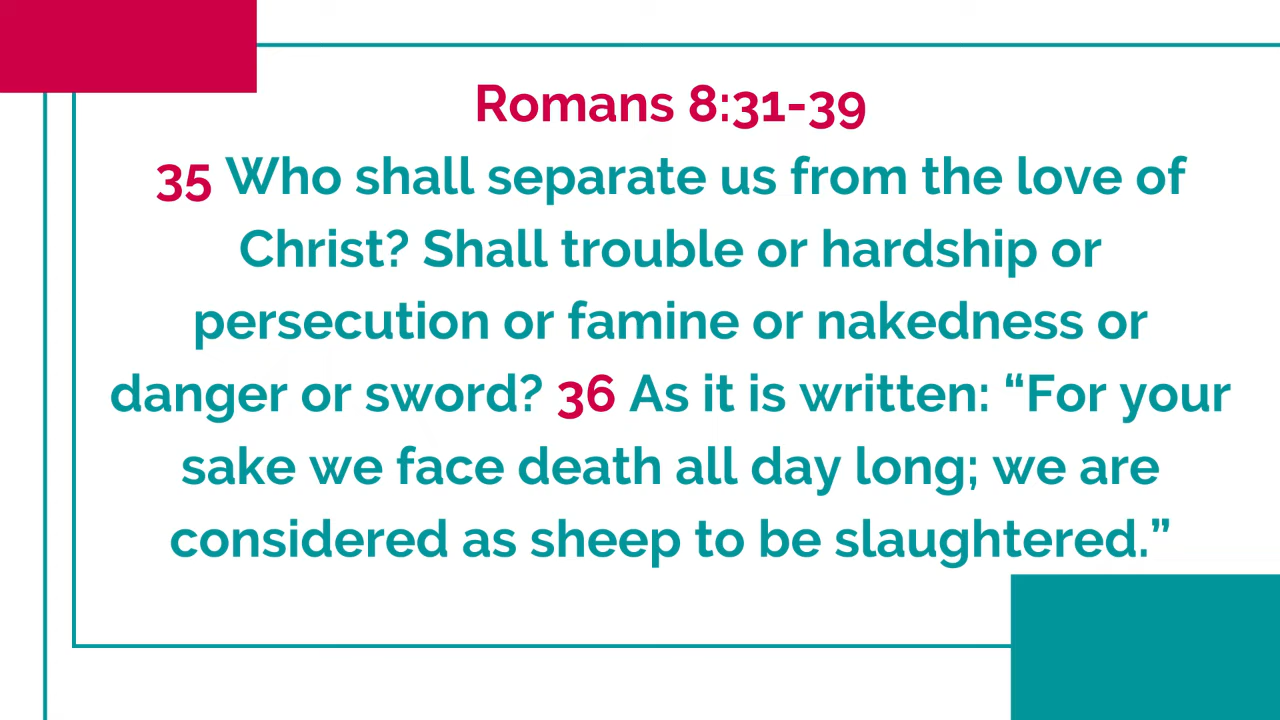 Romans 8:31-39
35 Who shall separate us from the love of
Christ? Shall trouble or hardship or
persecution or famine or nakedness or
danger or sword? 36 As it is written: “For your
sake we face death all day long; we are
considered as sheep to be slaughtered.”